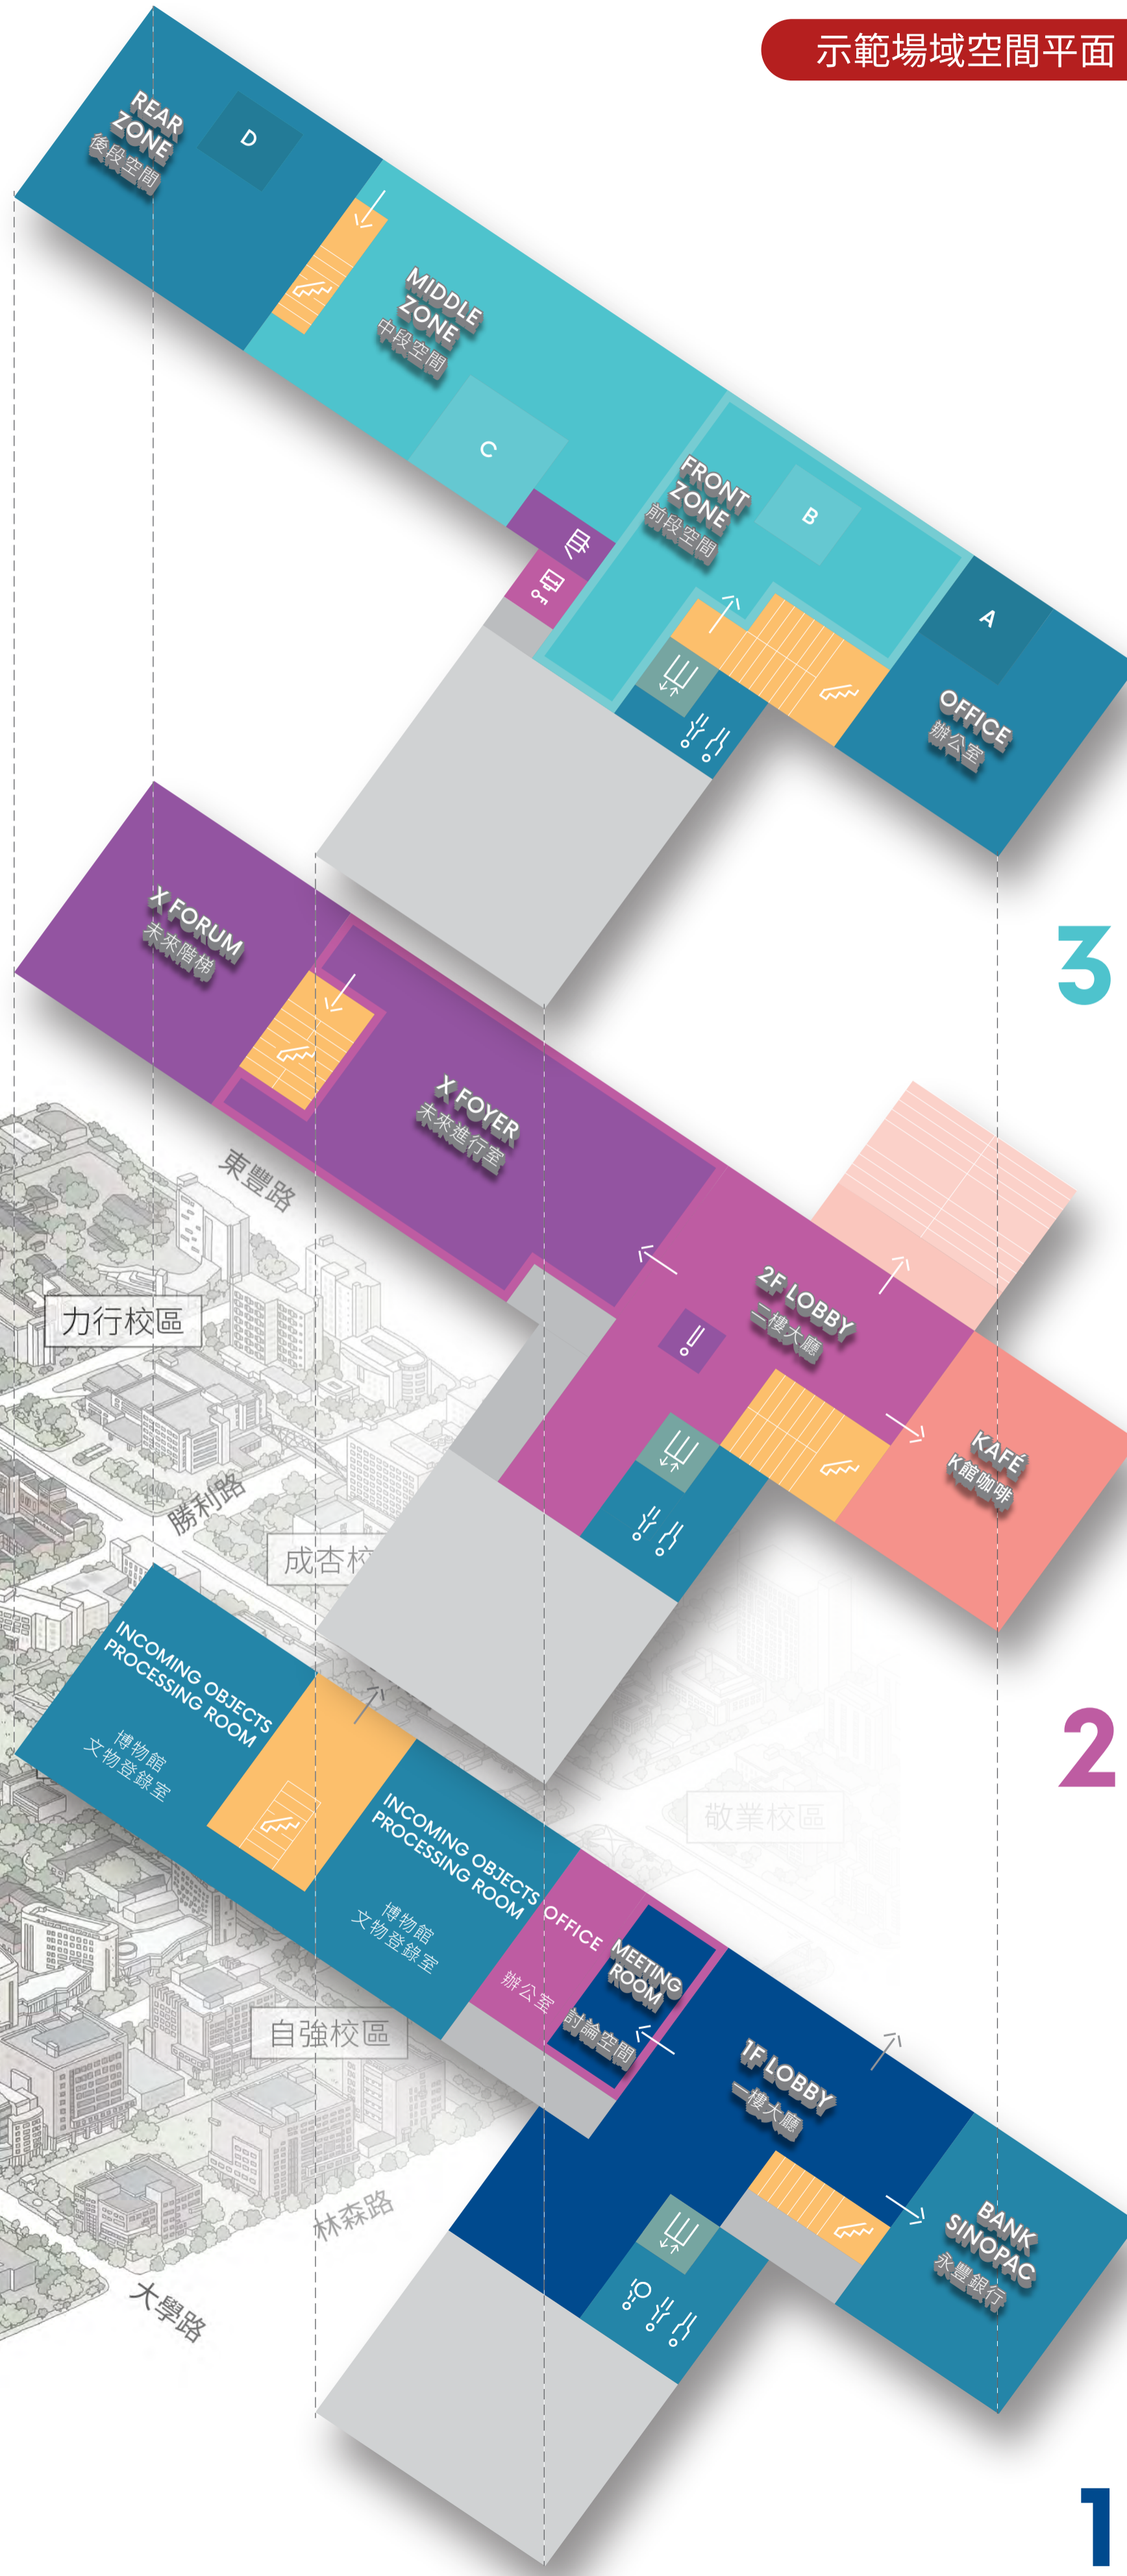 示範場域空間平面
REAR
ZONE
後段空間
D
MIDDLE
ZONE
中段空間
C
FRONT
ZONE
前段空間
B
A
OFFICE
辦公室
3
X FORUM
未來階梯
X FOYER
未來進行室
2F LOBBY
二樓大廳
KAFÉ
K館咖啡
2
東豐路
力行校區
勝利路
成杏校
敬業校區
自強校區
林森路
大學路
INCOMING OBJECTS
PROCESSING ROOM
博物館
文物登錄室
INCOMING OBJECTS
PROCESSING ROOM
博物館
文物登錄室
OFFICE
辦公室
MEETING
ROOM
討論空間
1F LOBBY
一樓大廳
BANK
SINOPAC
永豐銀行
1